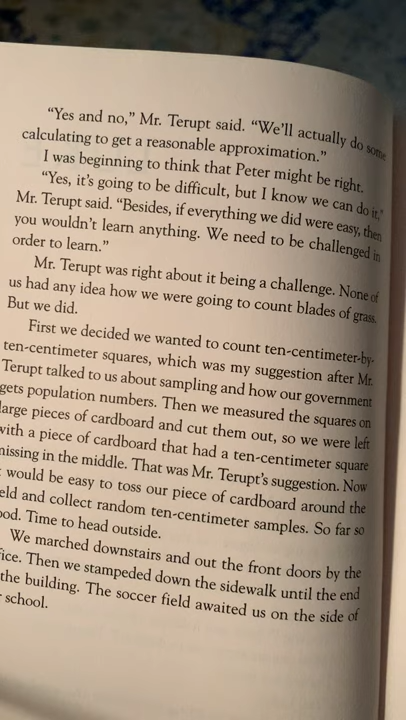 "Yes and no," Mr. Terupt said. "We'll actually do some
calculating to get a reasonable approximation."
I was beginning to think that Peter might be right.
"Yes, it's going to be difficult, but I know we can do it,"
Mr. Terupt said. "Besides, if everything we did were easy, then
you wouldn't learn anything. We need to be challenged in
order to learn."
Mr. Terupt was right about it being a challenge. None of
us had any idea how we were going to count blades of grass.
But we did.
First we decided we wanted to count ten-centimeter-by-
ten-centimeter squares, which was my suggestion after Mr.
Terupt talked to us about sampling and how our government
gets population numbers. Then we measured the squares on
large pieces of cardboard and cut them out, so we were left
with a piece of cardboard that had a ten-centimeter square
missing in the middle. That was Mr. Terupt's suggestion. Now
would be easy to toss our piece of cardboard around the
eld and collect random ten-centimeter samples. So far so
ood. Time to head outside.
We marched downstairs and out the front doors by the
fice. Then we stampeded down the sidewalk until the end
the building. The soccer field awaited us on the side of
school.